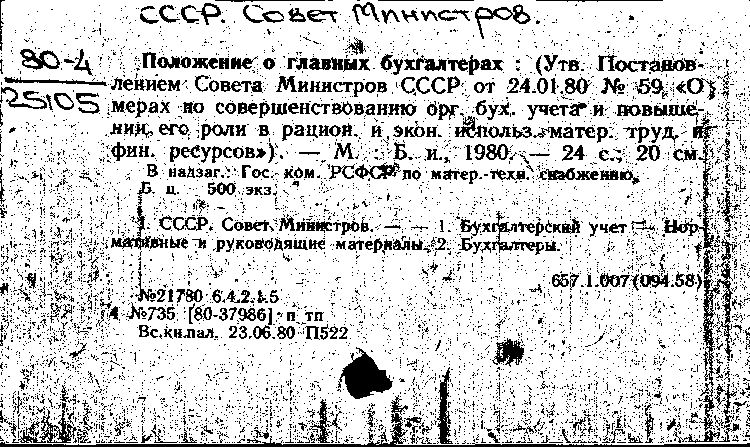 СССР. Совет Министров.
80-4
25105
Положение о главных бухгалтерах : (Утв. Постанов-
лением Совета Министров СССР от 24.01.80 № 59 «О
мерах по совершенствованию орг. бух. учета и повыше-
нии его роли в рацион. и экон. использ. матер. труд. и
фин. ресурсов»). — М. : Б. и., 1980. — 24 с.; 20 см.
В надзаг.: Гос. ком. РСФСР по матер.-техн. снабжению.
Б. ц. 500 экз.
1. СССР. Совет Министров. — — 1. Бухгалтерский учет — Нор-
мативные и руководящие материалы. 2. Бухгалтеры.
657.1.007(094.58)
№21780 6.4.2.1.5
4 №735 [80-37986] п тп
Вс.кн.пал. 23.06.80 П522